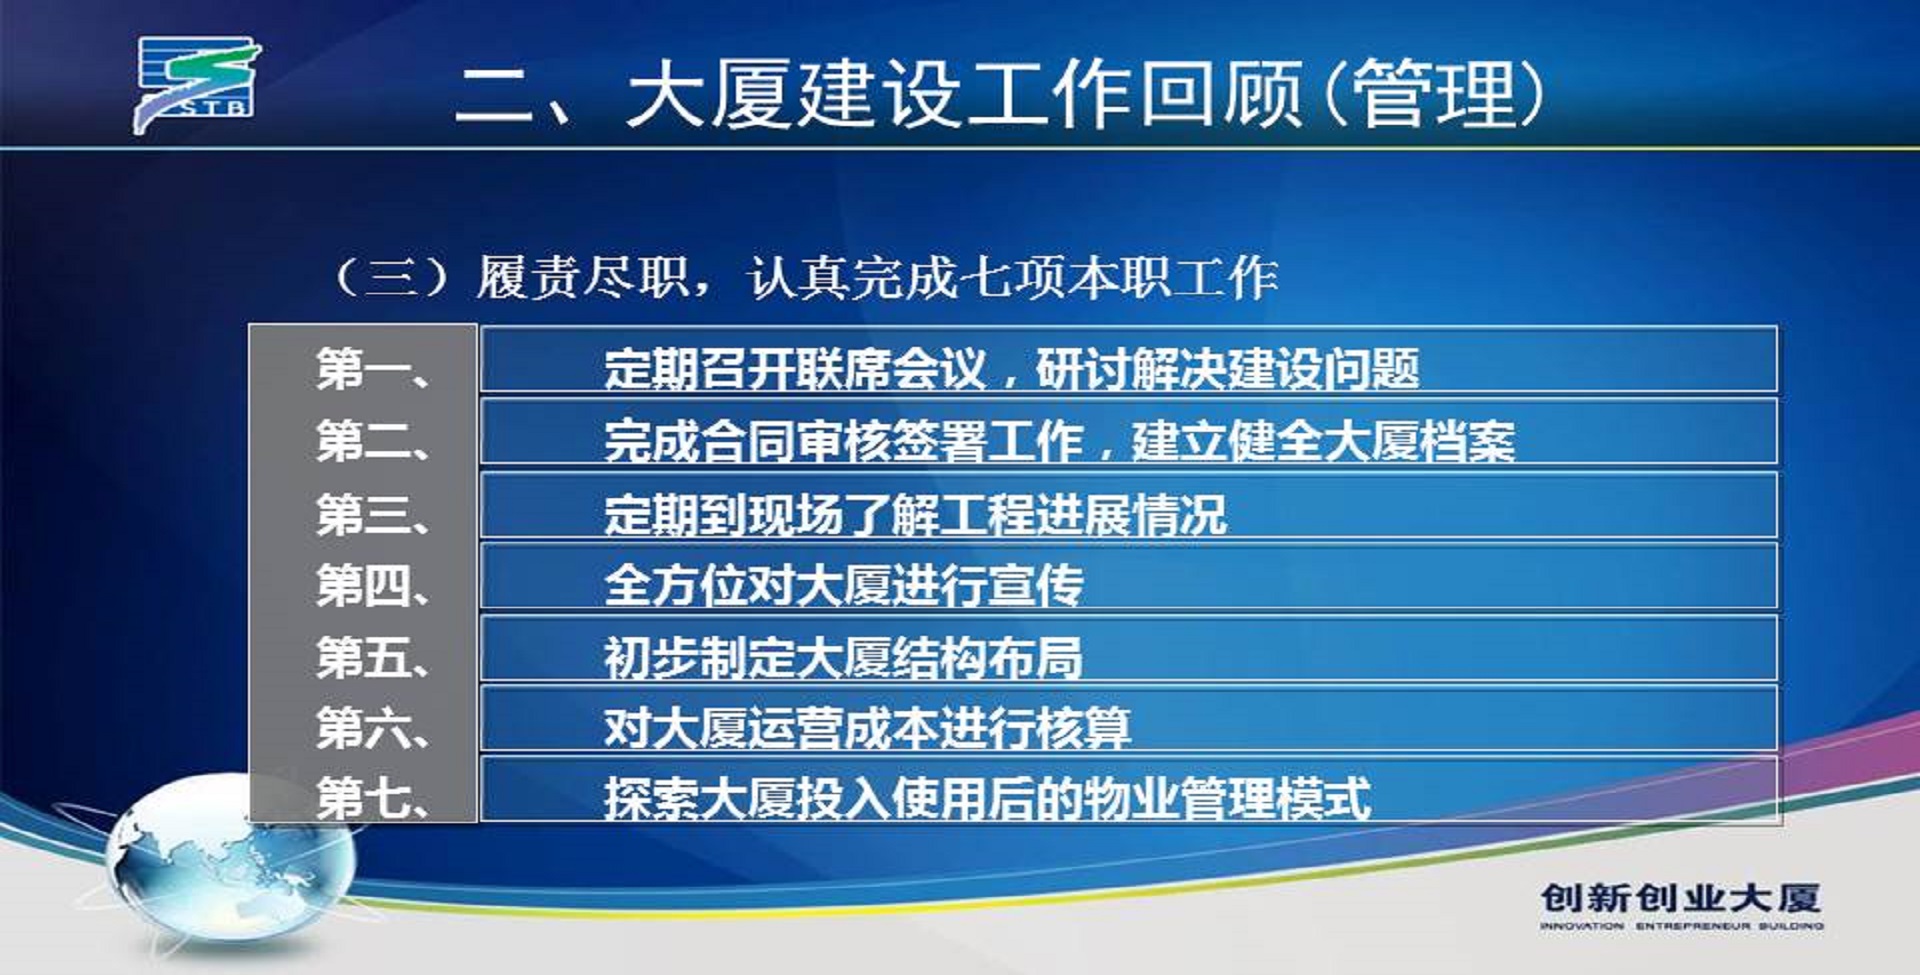 STB
二、大厦建设工作回顾(管理)
（三）履责尽职，认真完成七项本职工作
第一、 定期召开联席会议，研讨解决建设问题
第二、 完成合同审核签署工作，建立健全大厦档案
第三、 定期到现场了解工程进展情况
第四、 全方位对大厦进行宣传
第五、 初步制定大厦结构布局
第六、 对大厦运营成本进行核算
第七、 探索大厦投入使用后的物业管理模式
创新创业大厦
INNOVATION ENTREPRENEUR BUILDING